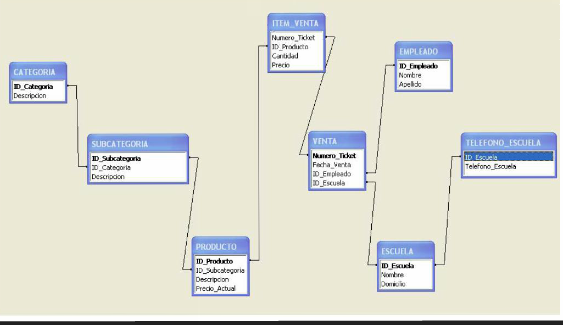 ITEM_VENTA
Numero_Ticket
ID_Producto
Cantidad
Precio
EMPLEADO
ID_Empleado
Nombre
Apellido
CATEGORIA
ID_Categoria
Descripcion
SUBCATEGORIA
ID_Subcategoria
ID_Categoria
Descripcion
VENTA
Numero_Ticket
Fecha_Venta
ID_Empleado
ID_Escuela
TELEFONO_ESCUELA
ID_Escuela
Telefono_Escuela
PRODUCTO
ID_Producto
ID_Subcategoria
Descripcion
Precio_Actual
ESCUELA
ID_Escuela
Nombre
Domicilio